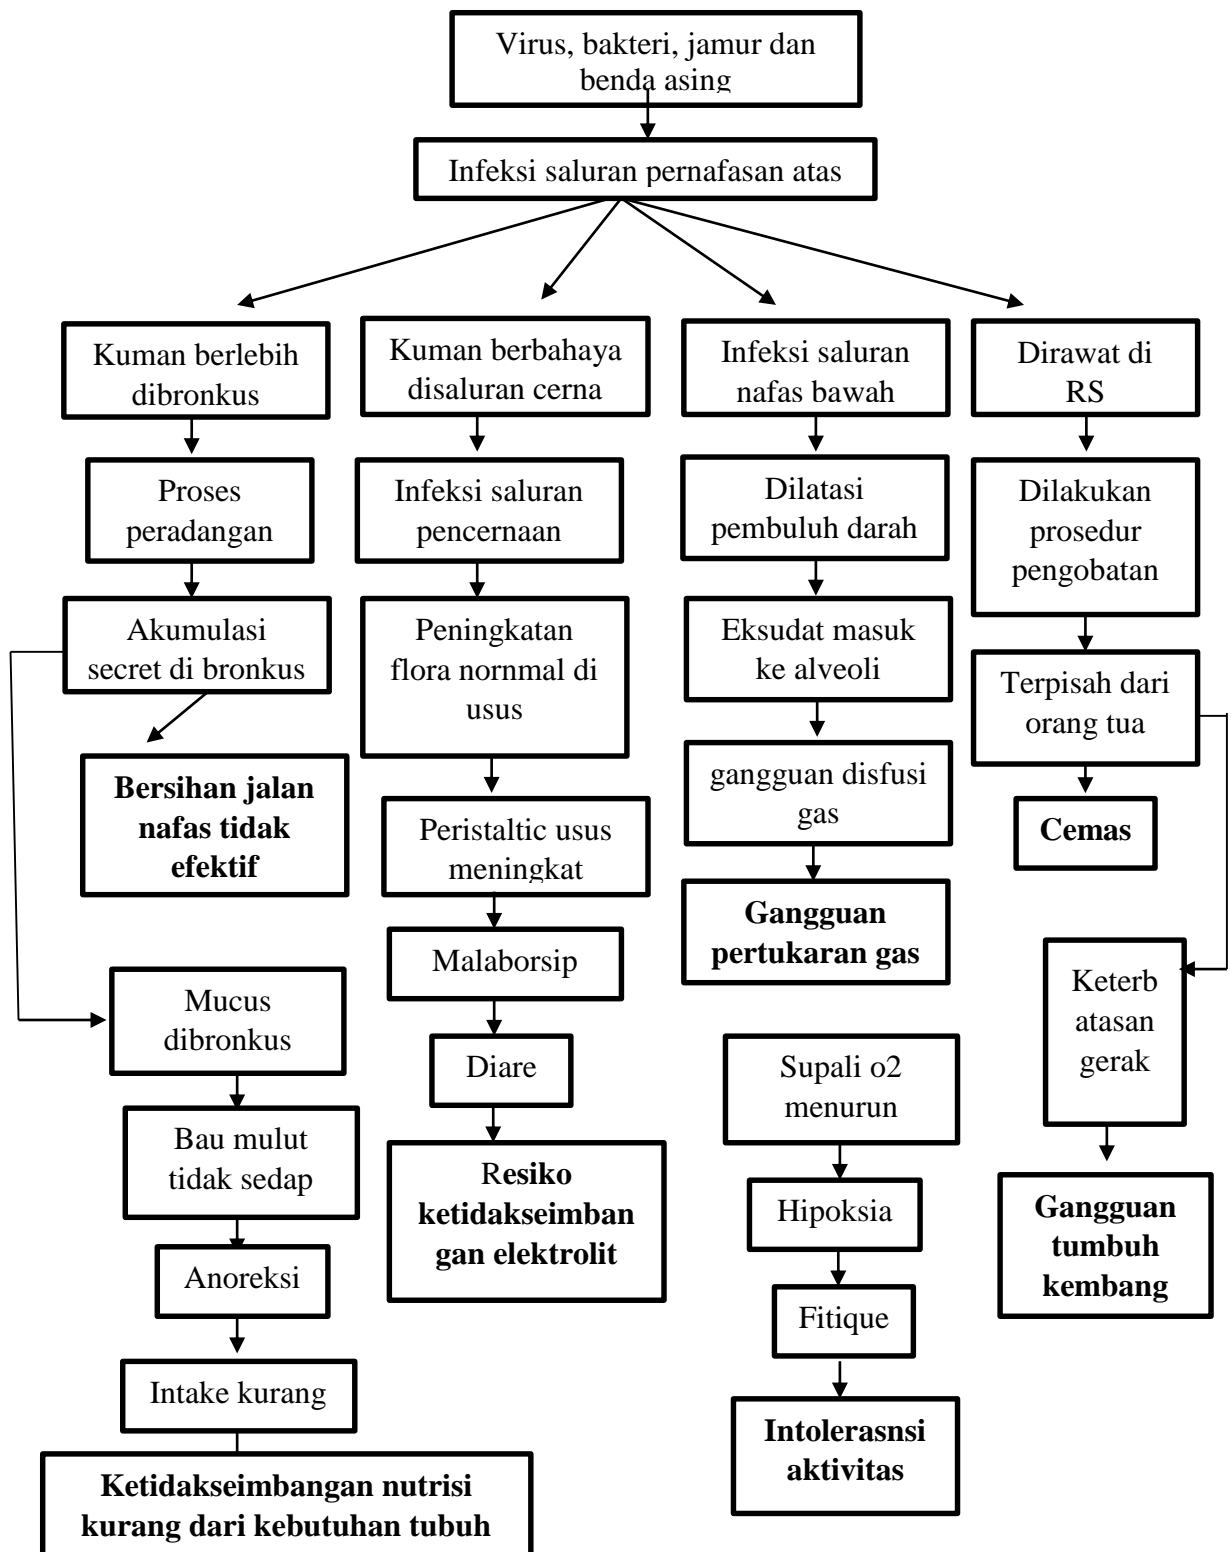 Virus, bakteri, jamur dan
benda asing
Infeksi saluran pernafasan atas
Kuman berlebih
dibronkus
Kuman berbahaya
disaluran cerna
Infeksi saluran
nafas bawah
Dirawat di
RS
Proses
peradangan
Infeksi saluran
pencernaan
Dilatasi
pembuluh darah
Dilakukan
prosedur
pengobatan
Akumulasi
secret di bronkus
Peningkatan
flora nornmal di
usus
Eksudat masuk
ke alveoli
Terpisah dari
orang tua
Bersihan jalan
nafas tidak
efektif
Peristaltic usus
meningkat
gangguan disfusi
gas
Cemas
Gangguan
pertukaran gas
Malaborsip
Mucus
dibronkus
Keterb
atasan
gerak
Diare
Supali o2
menurun
Bau mulut
tidak sedap
Resiko
ketidakseimban
gan elektrolit
Hipoksia
Gangguan
tumbuh
kembang
Anoreksi
Fitique
Intake kurang
Intolerasnsi
aktivitas
Ketidakseimbangan nutrisi
kurang dari kebutuhan tubuh